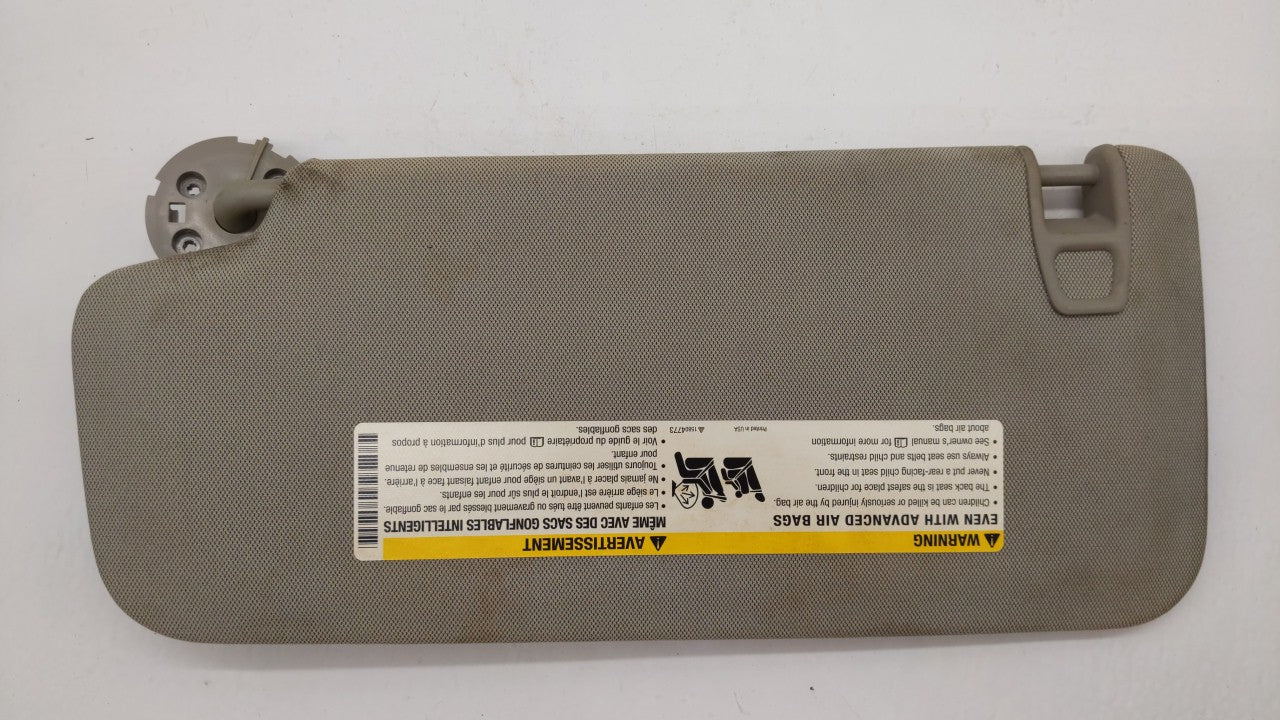 ⚠ WARNING
EVEN WITH ADVANCED AIR BAGS
• Children can be killed or seriously injured by the air bag.
• The back seat is the safest place for children.
• Never put a rear-facing child seat in the front.
• Always use seat belts and child restraints.
• See owner's manual for more information
about air bags.
Printed in USA
15804773
⚠ AVERTISSEMENT
MÊME AVEC DES SACS GONFLABLES INTELLIGENTS
• Les enfants peuvent être tués ou gravement blessés par le sac gonflable.
• Le siège arrière est l'endroit le plus sûr pour les enfants.
• Ne jamais placer à l'avant un siège pour enfant faisant face à l'arrière.
• Toujours utiliser les ceintures de sécurité et les ensembles de retenue
pour enfant.
• Voir le guide du propriétaire pour plus d'information à propos
des sacs gonflables.